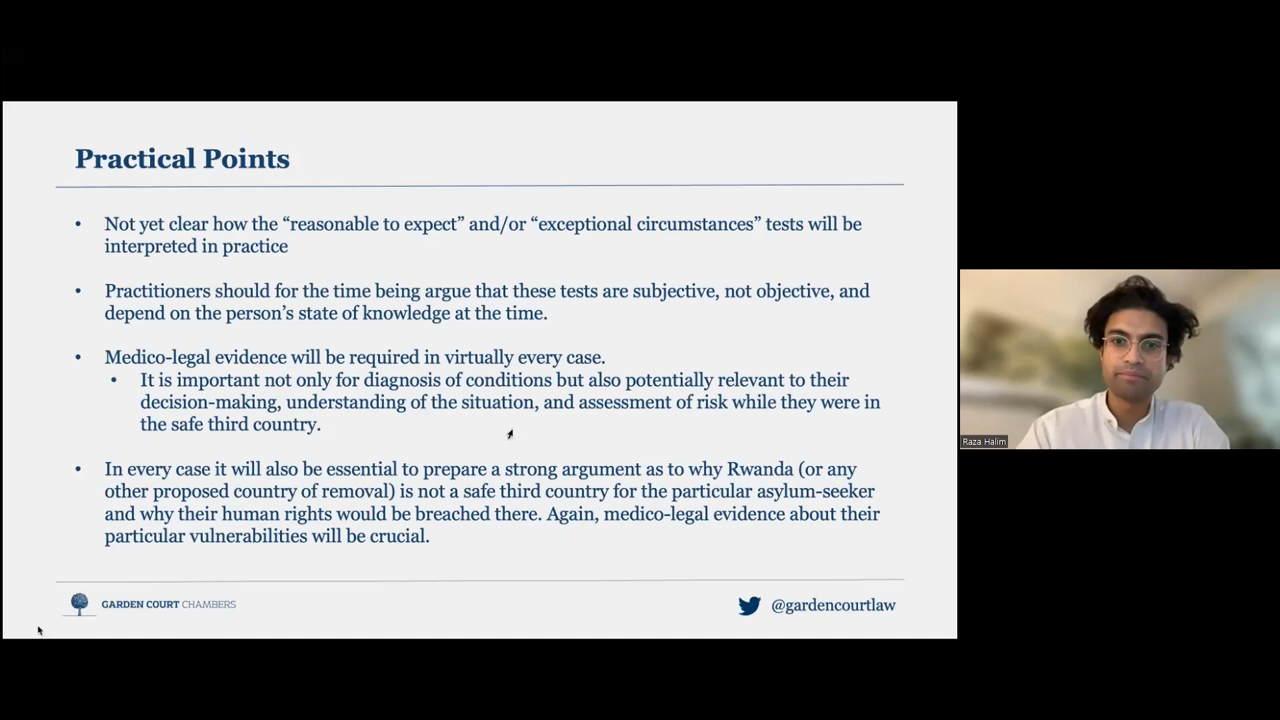 Practical Points
• Not yet clear how the “reasonable to expect” and/or “exceptional circumstances” tests will be
interpreted in practice
• Practitioners should for the time being argue that these tests are subjective, not objective, and
depend on the person’s state of knowledge at the time.
• Medico-legal evidence will be required in virtually every case.
• It is important not only for diagnosis of conditions but also potentially relevant to their
decision-making, understanding of the situation, and assessment of risk while they were in
the safe third country.
• In every case it will also be essential to prepare a strong argument as to why Rwanda (or any
other proposed country of removal) is not a safe third country for the particular asylum-seeker
and why their human rights would be breached there. Again, medico-legal evidence about their
particular vulnerabilities will be crucial.
GARDEN COURT CHAMBERS
@gardencourtlaw
Raza Halim